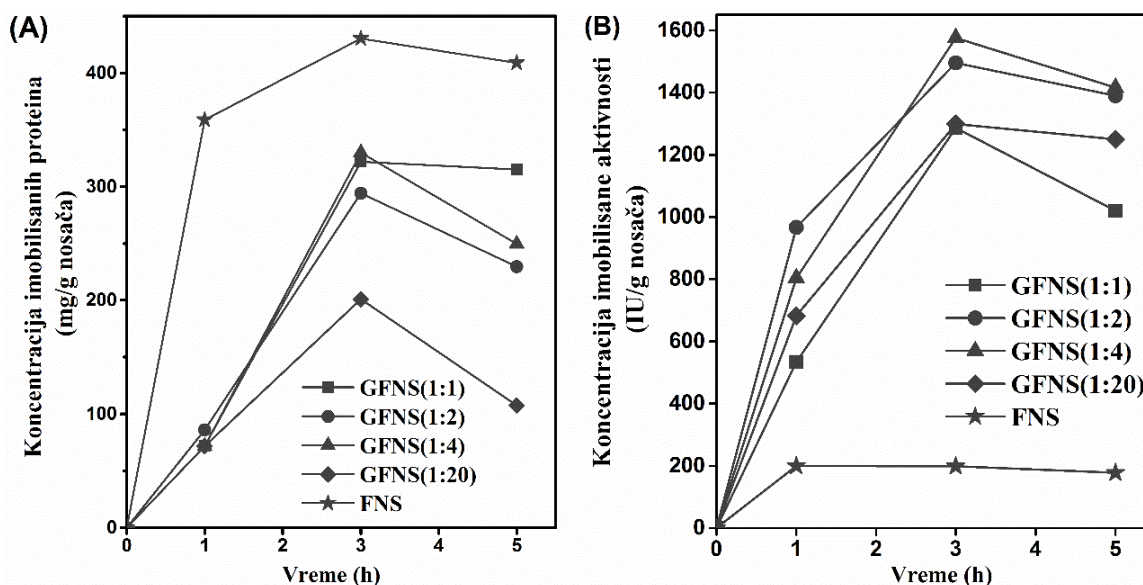 (A)
Koncentracija imobilisanih proteina
(mg/g nosača)
400
300
200
100
0
GFNS(1:1)
GFNS(1:2)
GFNS(1:4)
GFNS(1:20)
FNS
0 1 2 3 4 5
Vreme (h)
(B)
Koncentracija imobilisane aktivnosti
(IU/g nosača)
1600
1400
1200
1000
800
600
400
200
0
GFNS(1:1)
GFNS(1:2)
GFNS(1:4)
GFNS(1:20)
FNS
0 1 2 3 4 5
Vreme (h)